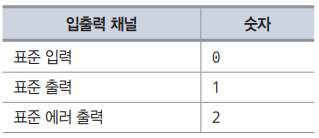 입출력 채널 숫자
표준 입력 0
표준 출력 1
표준 에러 출력 2